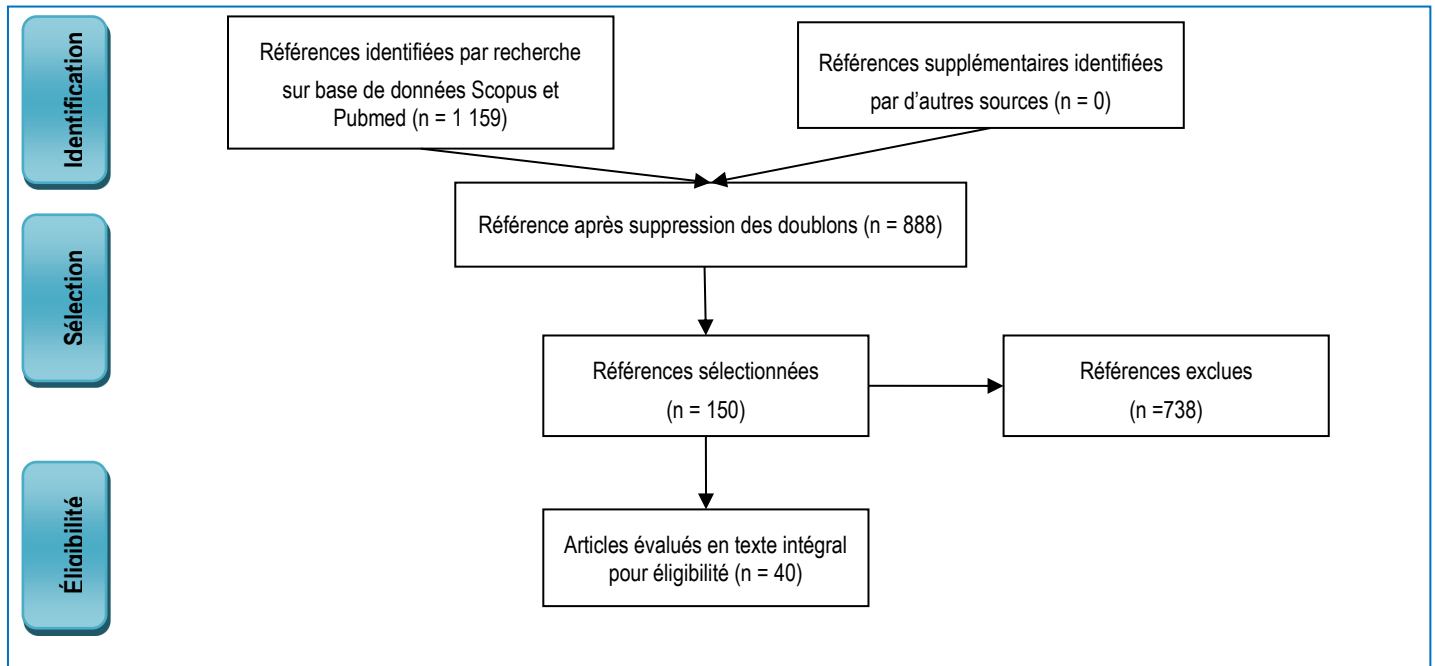 Identification
Références identifiées par recherche
sur base de données Scopus et
Pubmed (n = 1 159)
Références supplémentaires identifiées
par d'autres sources (n = 0)
Référence après suppression des doublons (n = 888)
Sélection
Références sélectionnées
(n = 150)
Références exclues
(n =738)
Éligibilité
Articles évalués en texte intégral
pour éligibilité (n = 40)